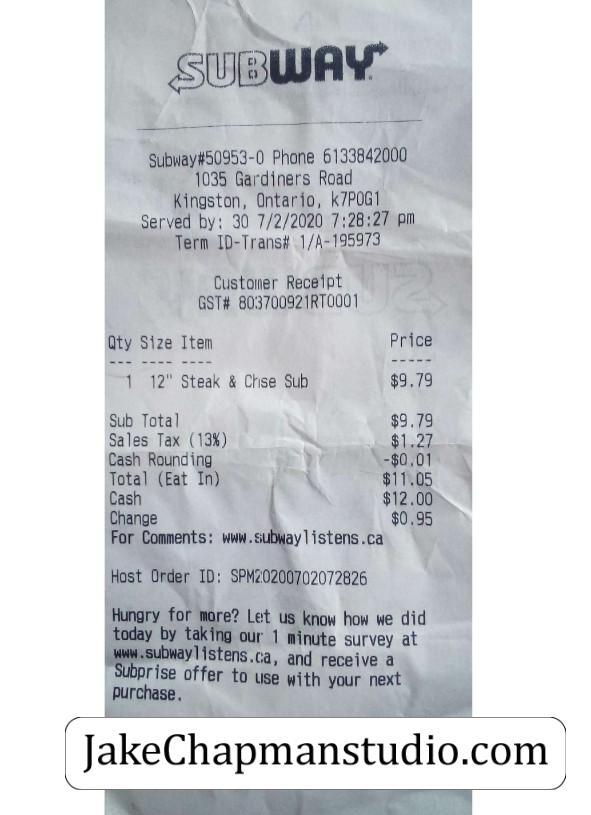 SUBWAY
Subway#50953-0 Phone 6133842000
1035 Gardiners Road
Kingston, Ontario, k7P0G1
Served by: 30 7/2/2020 7:28:27 pm
Term ID-Trans# 1/A-195973
Customer Receipt
GST# 803700921RT0001
Qty Size Item Price
--- ---- ---- -----
1 12" Steak & Chse Sub $9.79
Sub Total $9.79
Sales Tax (13%) $1.27
Cash Rounding -$0.01
Total (Eat In) $11.05
Cash $12.00
Change $0.95
For Comments: www.subwaylistens.ca
Host Order ID: SPM20200702072826
Hungry for more? Let us know how we did
today by taking our 1 minute survey at
www.subwaylistens.ca, and receive a
Subprise offer to use with your next
purchase.
JakeChapmanstudio.com